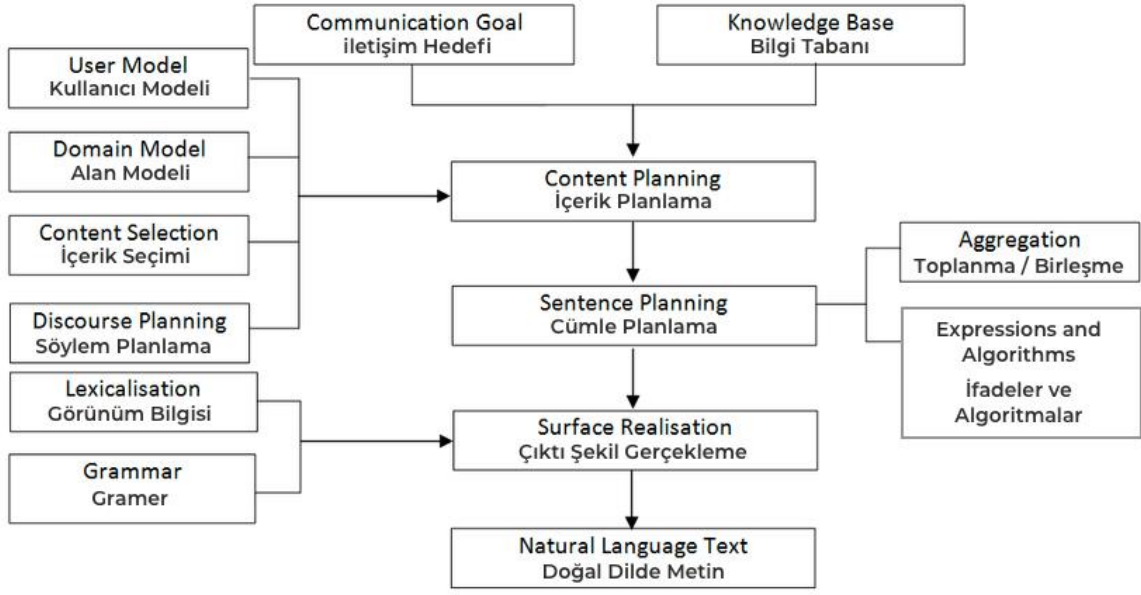 Communication Goal
iletişim Hedefi
Knowledge Base
Bilgi Tabanı
User Model
Kullanıcı Modeli
Domain Model
Alan Modeli
Content Selection
İçerik Seçimi
Discourse Planning
Söylem Planlama
Lexicalisation
Görünüm Bilgisi
Grammar
Gramer
Content Planning
İçerik Planlama
Sentence Planning
Cümle Planlama
Aggregation
Toplanma / Birleşme
Expressions and
Algorithms
İfadeler ve
Algoritmalar
Surface Realisation
Çıktı Şekil Gerçekleme
Natural Language Text
Doğal Dilde Metin